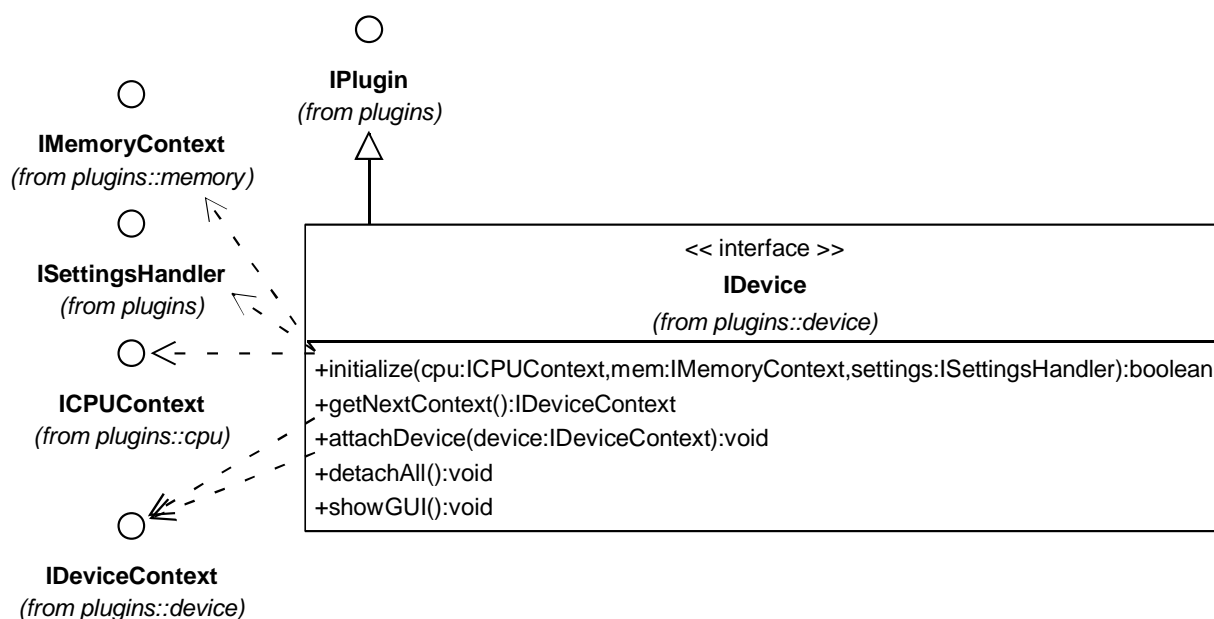 IPlugin
(from plugins)
IMemoryContext
(from plugins::memory)
ISettingsHandler
(from plugins)
ICPUContext
(from plugins::cpu)
IDeviceContext
(from plugins::device)
<< interface >>
IDevice
(from plugins::device)
+initialize(cpu:ICPUContext,mem:IMemoryContext,settings:ISettingsHandler):boolean
+getNextContext():IDeviceContext
+attachDevice(device:IDeviceContext):void
+detachAll():void
+showGUI():void